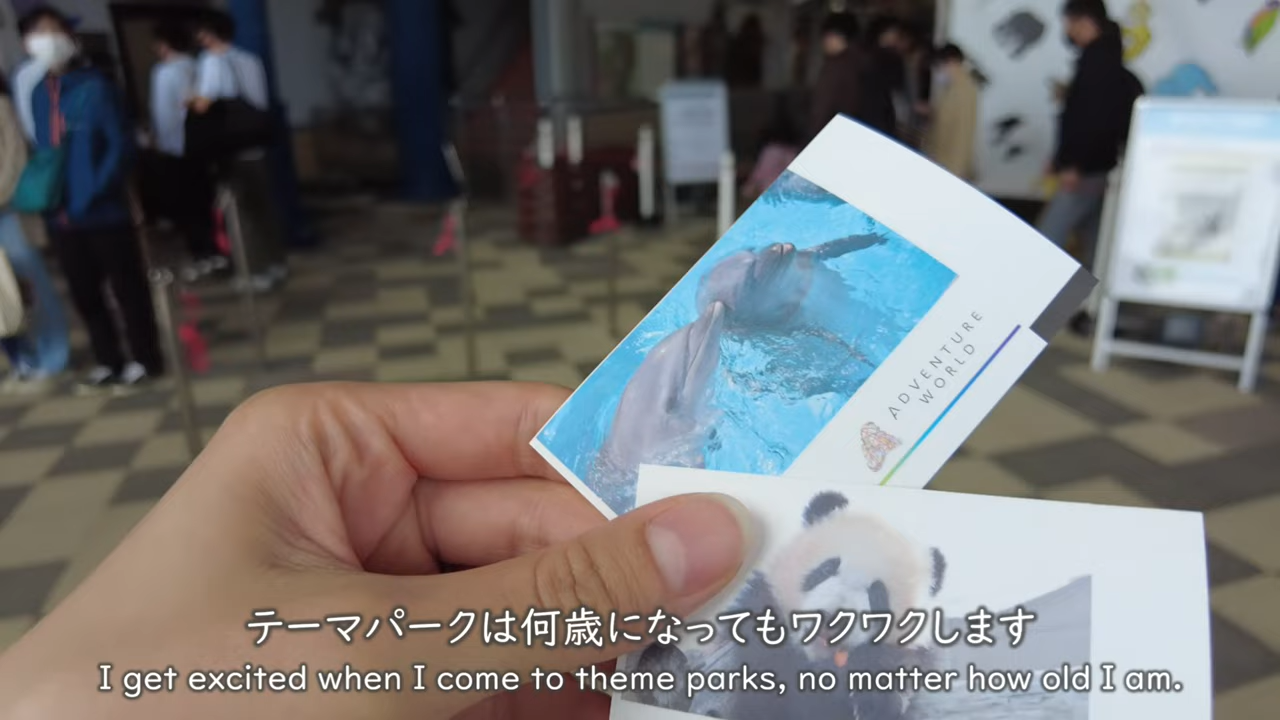 ADVENTURE
WORLD
テーマパークは何歳になってもワクワクします
I get excited when I come to theme parks, no matter how old I am.